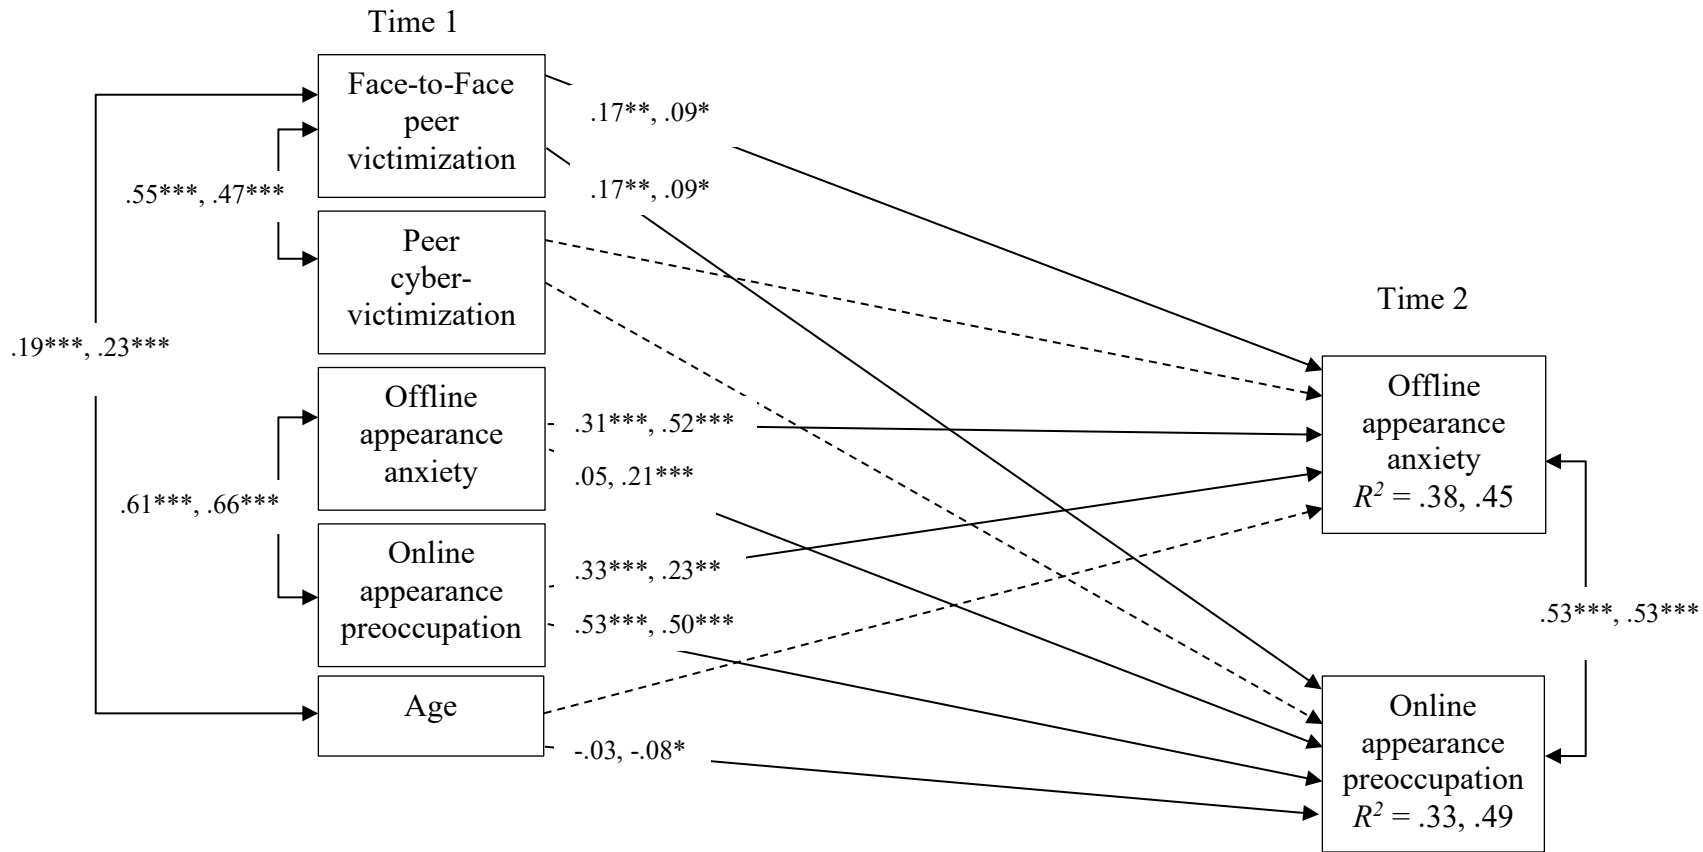 Time 1
Face-to-Face
peer
victimization
.17**, .09*
.17**, .09*
.55***, .47***
Peer
cyber-
victimization
Time 2
.19***, .23***
Offline
appearance
anxiety
.31***, .52***
.05, .21***
Offline
appearance
anxiety
R² = .38, .45
.61***, .66***
Online
appearance
preoccupation
.33***, .23**
.53***, .50***
.53***, .53***
Age
-.03, -.08*
Online
appearance
preoccupation
R² = .33, .49